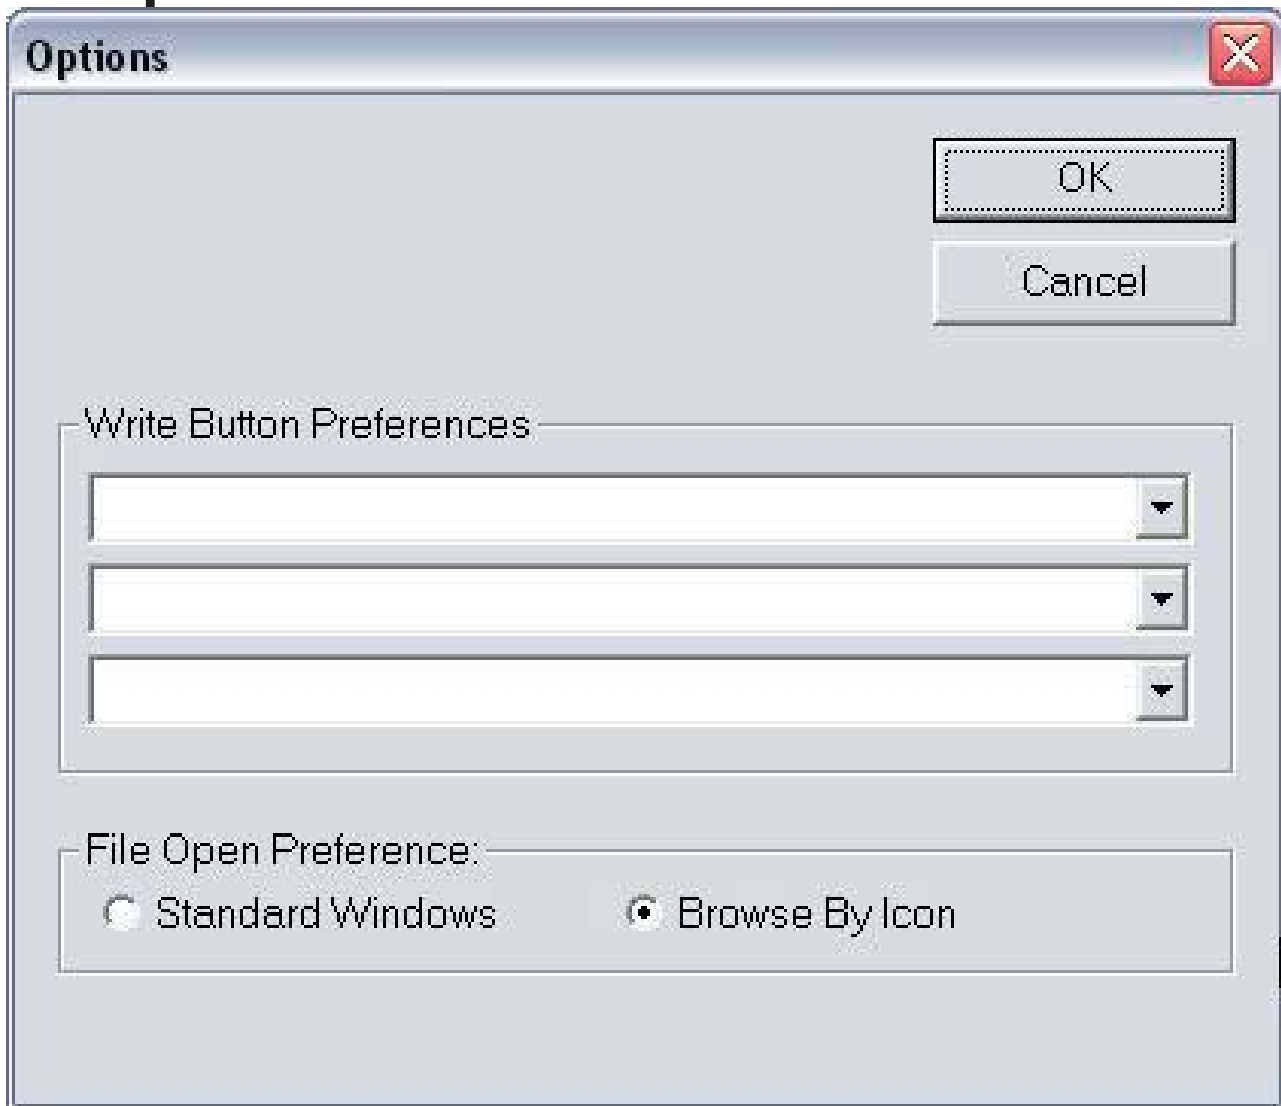 Options
OK
Cancel
Write Button Preferences
File Open Preference:
Standard Windows Browse By Icon